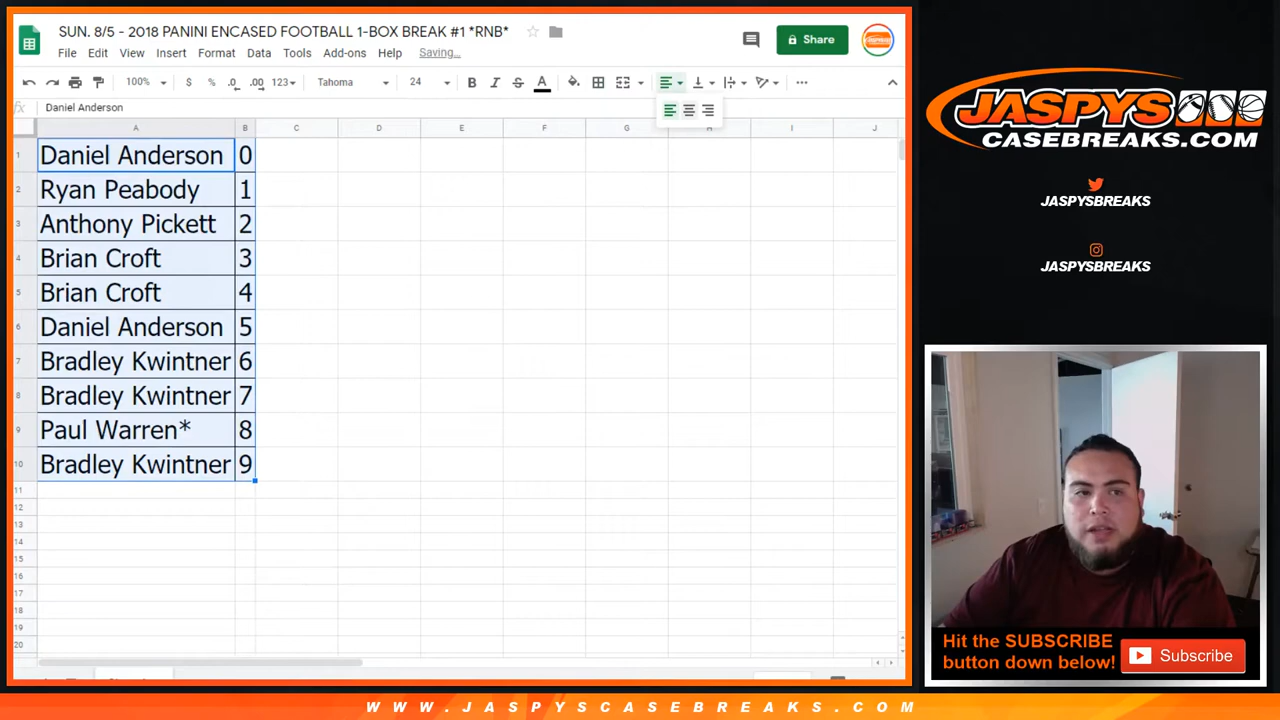 SUN. 8/5 - 2018 PANINI ENCASED FOOTBALL 1-BOX BREAK #1 *RNB*
File Edit View Insert Format Data Tools Add-ons Help Saving...
Share
100% $ % .0 .00 123 Tahoma 24 B I S A
fx Daniel Anderson
A B C D E F G H I J
1 Daniel Anderson 0
2 Ryan Peabody 1
3 Anthony Pickett 2
4 Brian Croft 3
5 Brian Croft 4
6 Daniel Anderson 5
7 Bradley Kwintner 6
8 Bradley Kwintner 7
9 Paul Warren* 8
10 Bradley Kwintner 9
11
12
13
14
15
16
17
18
19
20
JASPYS
CASEBREAKS.COM
JASPYSBREAKS
JASPYSBREAKS
Hit the SUBSCRIBE
button down below!
Subscribe
WWW.JASPYSCASEBREAKS.COM